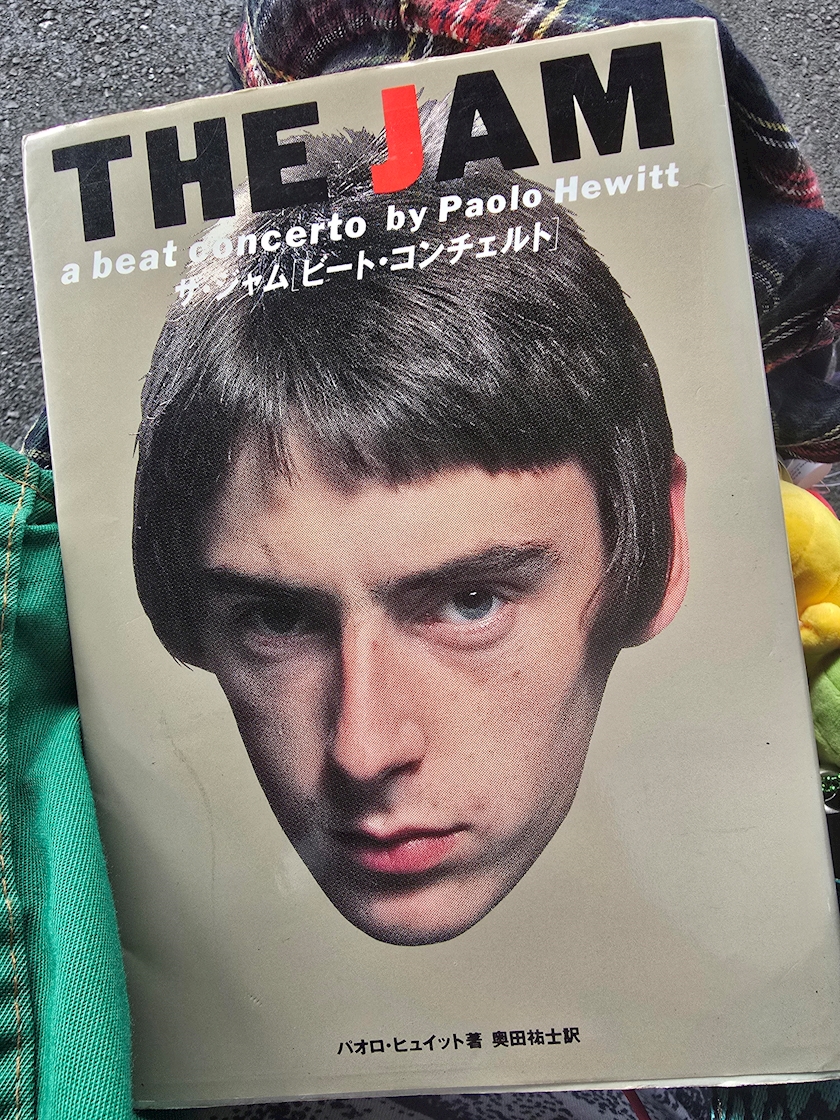 THE JAM
a beat concerto by Paolo Hewitt
ザ・ジャム[ビート・コンチェルト]
パオロ・ヒュイット著 奥田祐士訳